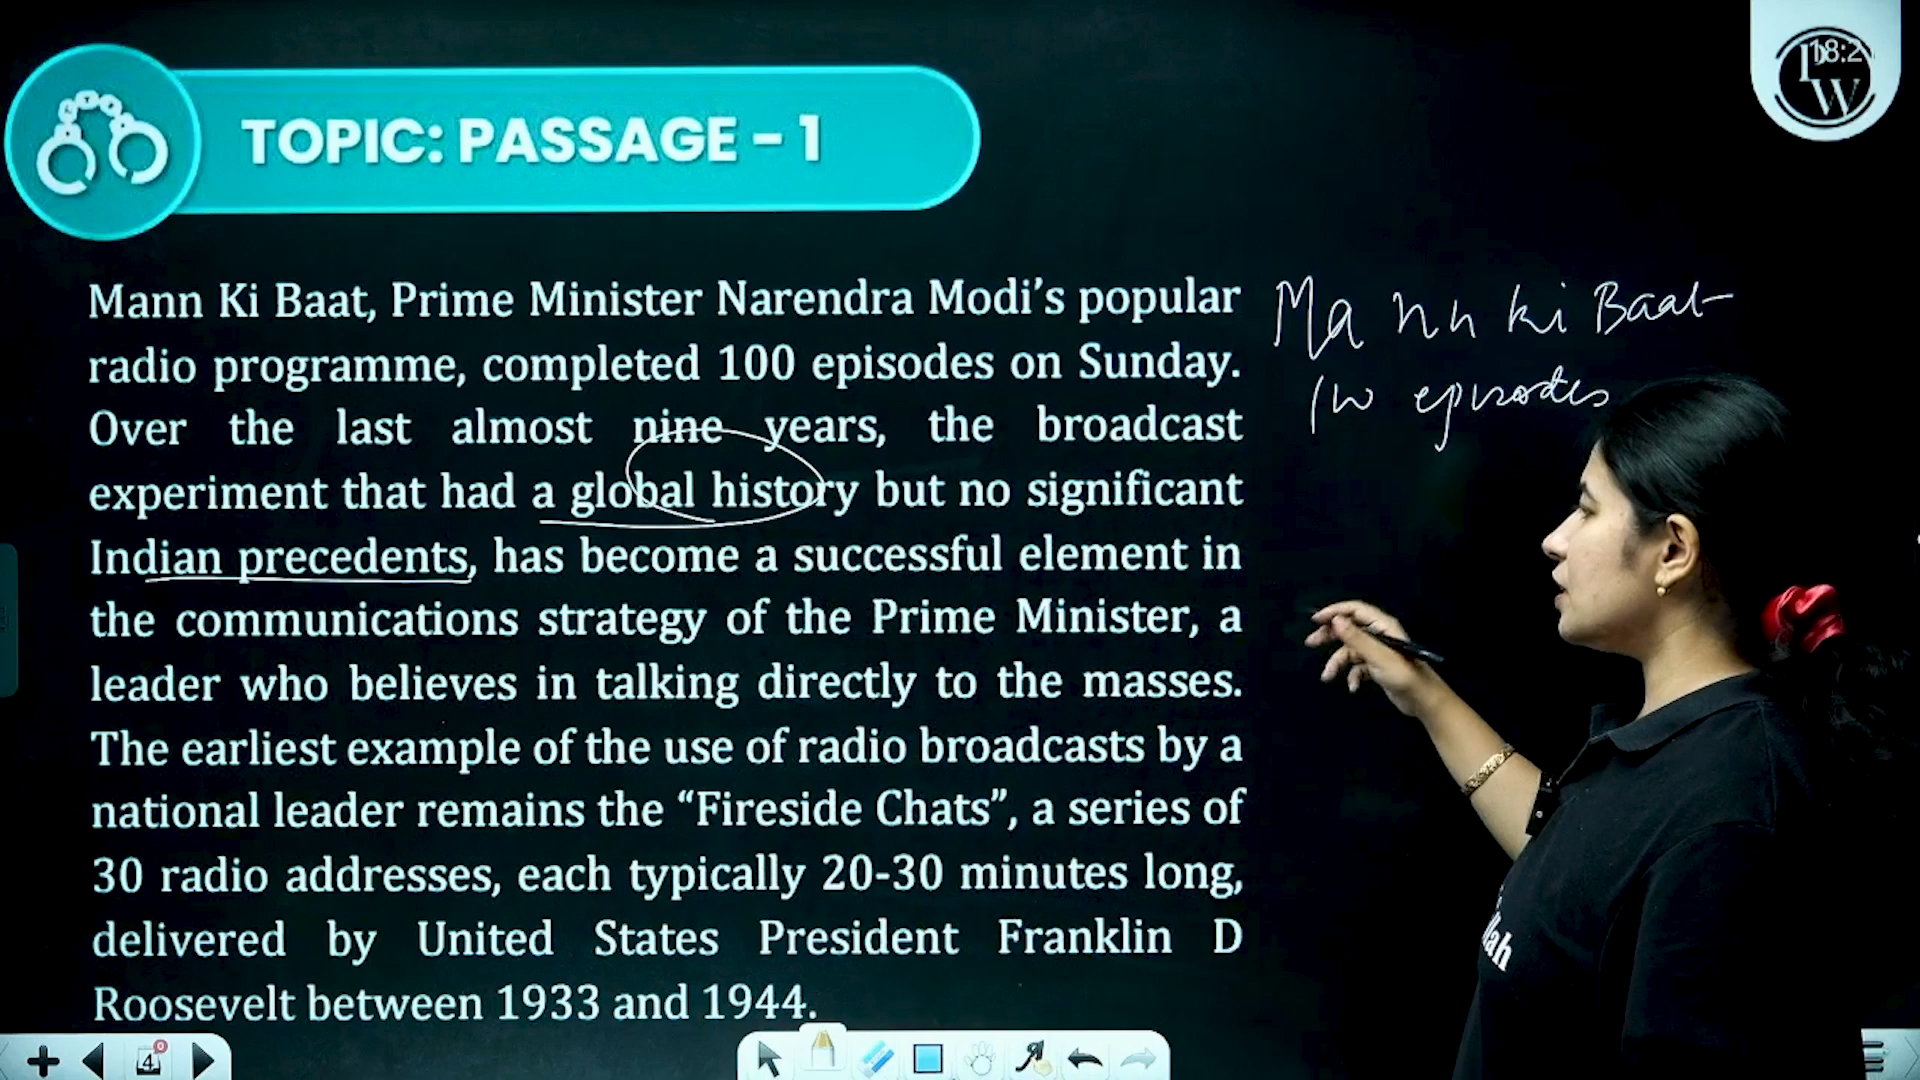 18:2
P
W
TOPIC: PASSAGE – 1
Mann Ki Baat, Prime Minister Narendra Modi's popular
radio programme, completed 100 episodes on Sunday.
Over the last almost nine years, the broadcast
experiment that had a global history but no significant
Indian precedents, has become a successful element in
the communications strategy of the Prime Minister, a
leader who believes in talking directly to the masses.
The earliest example of the use of radio broadcasts by a
national leader remains the “Fireside Chats”, a series of
30 radio addresses, each typically 20-30 minutes long,
delivered by United States President Franklin D
Roosevelt between 1933 and 1944.
Mann ki Baat
100 episodes
lah
4
0